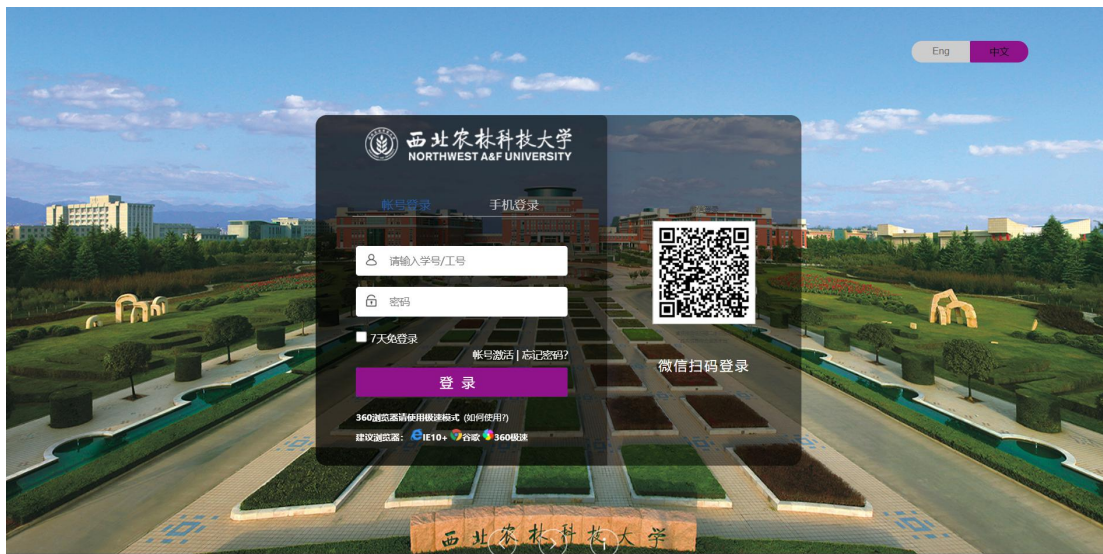 Eng 中文
西北农林科技大学
NORTHWEST A&F UNIVERSITY
帐号登录 手机登录
请输入学号/工号
密码
7天免登录
帐号激活 | 忘记密码?
登 录
360浏览器请使用极速模式 (如何使用?)
建议浏览器： IE10+ 谷歌 360极速
微信扫码登录
西北农林科技大学